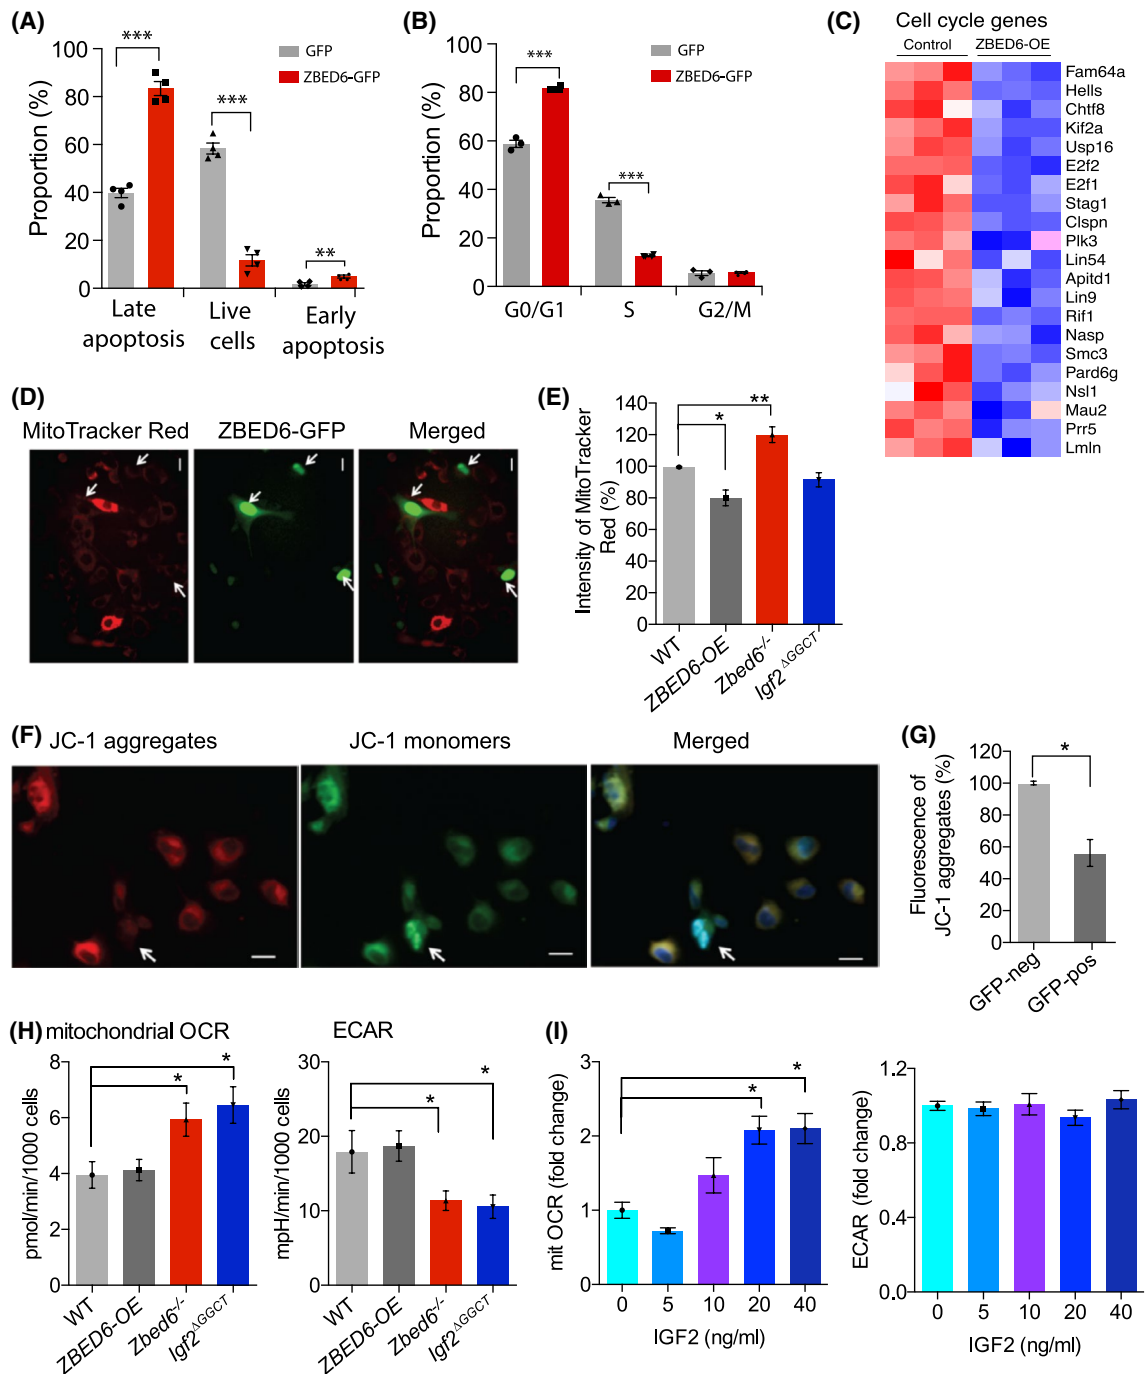 (A)
***
***
**
GFP
ZBED6-GFP
Proportion (%)
100
80
60
40
20
0
Late apoptosis
Live cells
Early apoptosis
(B)
***
***
GFP
ZBED6-GFP
Proportion (%)
100
80
60
40
20
0
G0/G1
S
G2/M
(C)
Cell cycle genes
Control
ZBED6-OE
Fam64a
Hells
Chtf8
Kif2a
Usp16
E2f2
E2f1
Stag1
Clspn
Plk3
Lin54
Apitd1
Lin9
Rif1
Nasp
Smc3
Pard6g
Nsl1
Mau2
Prr5
Lmln
(D)
MitoTracker Red
ZBED6-GFP
Merged
(E)
Intensity of MitoTracker Red (%)
140
120
100
80
60
40
20
0
*
**
WT
ZBED6-OE
Zbed6-/-
Igf2ΔGGCT
(F)
JC-1 aggregates
JC-1 monomers
Merged
(G)
Fluorescence of JC-1 aggregates (%)
120
100
80
60
40
20
0
*
GFP-neg
GFP-pos
(H)
mitochondrial OCR
pmol/min/1000 cells
8
6
4
2
0
*
*
WT
ZBED6-OE
Zbed6-/-
Igf2ΔGGCT
ECAR
mpH/min/1000 cells
30
20
10
0
*
*
WT
ZBED6-OE
Zbed6-/-
Igf2ΔGGCT
(I)
mit OCR (fold change)
3
2
1
0
*
*
0 5 10 20 40
IGF2 (ng/ml)
ECAR (fold change)
1.2
0.9
0.6
0.3
0.0
0 5 10 20 40
IGF2 (ng/ml)